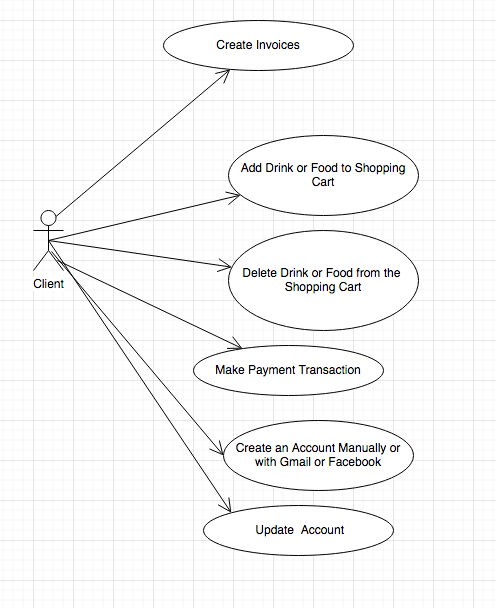 Create Invoices
Add Drink or Food to Shopping
Cart
Client
Delete Drink or Food from the
Shopping Cart
Make Payment Transaction
Create an Account Manually or
with Gmail or Facebook
Update  Account